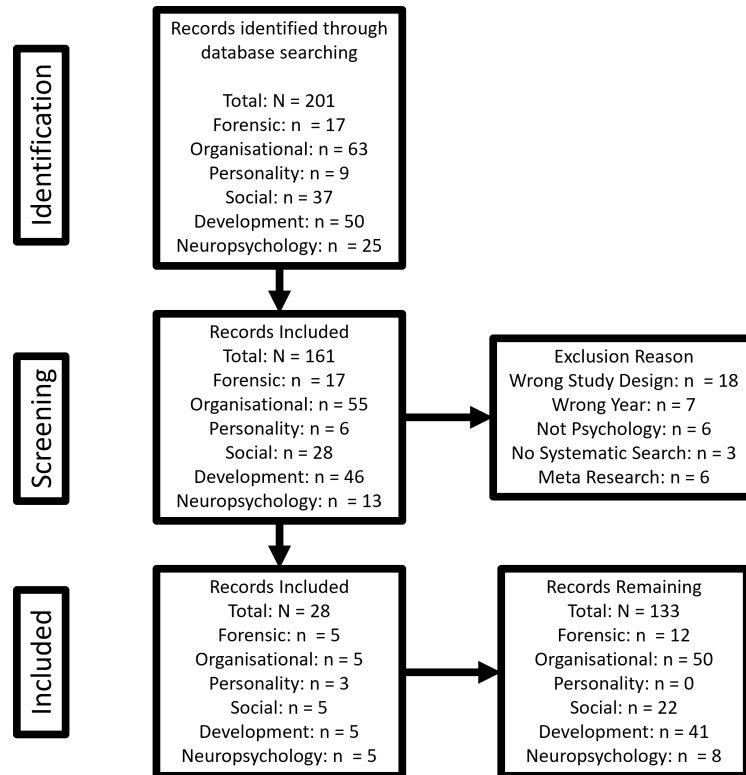 Identification
Records identified through
database searching
Total: N = 201
Forensic: n = 17
Organisational: n = 63
Personality: n = 9
Social: n = 37
Development: n = 50
Neuropsychology: n = 25
Screening
Records Included
Total: N = 161
Forensic: n = 17
Organisational: n = 55
Personality: n = 6
Social: n = 28
Development: n = 46
Neuropsychology: n = 13
Exclusion Reason
Wrong Study Design: n = 18
Wrong Year: n = 7
Not Psychology: n = 6
No Systematic Search: n = 3
Meta Research: n = 6
Included
Records Included
Total: N = 28
Forensic: n = 5
Organisational: n = 5
Personality: n = 3
Social: n = 5
Development: n = 5
Neuropsychology: n = 5
Records Remaining
Total: N = 133
Forensic: n = 12
Organisational: n = 50
Personality: n = 0
Social: n = 22
Development: n = 41
Neuropsychology: n = 8